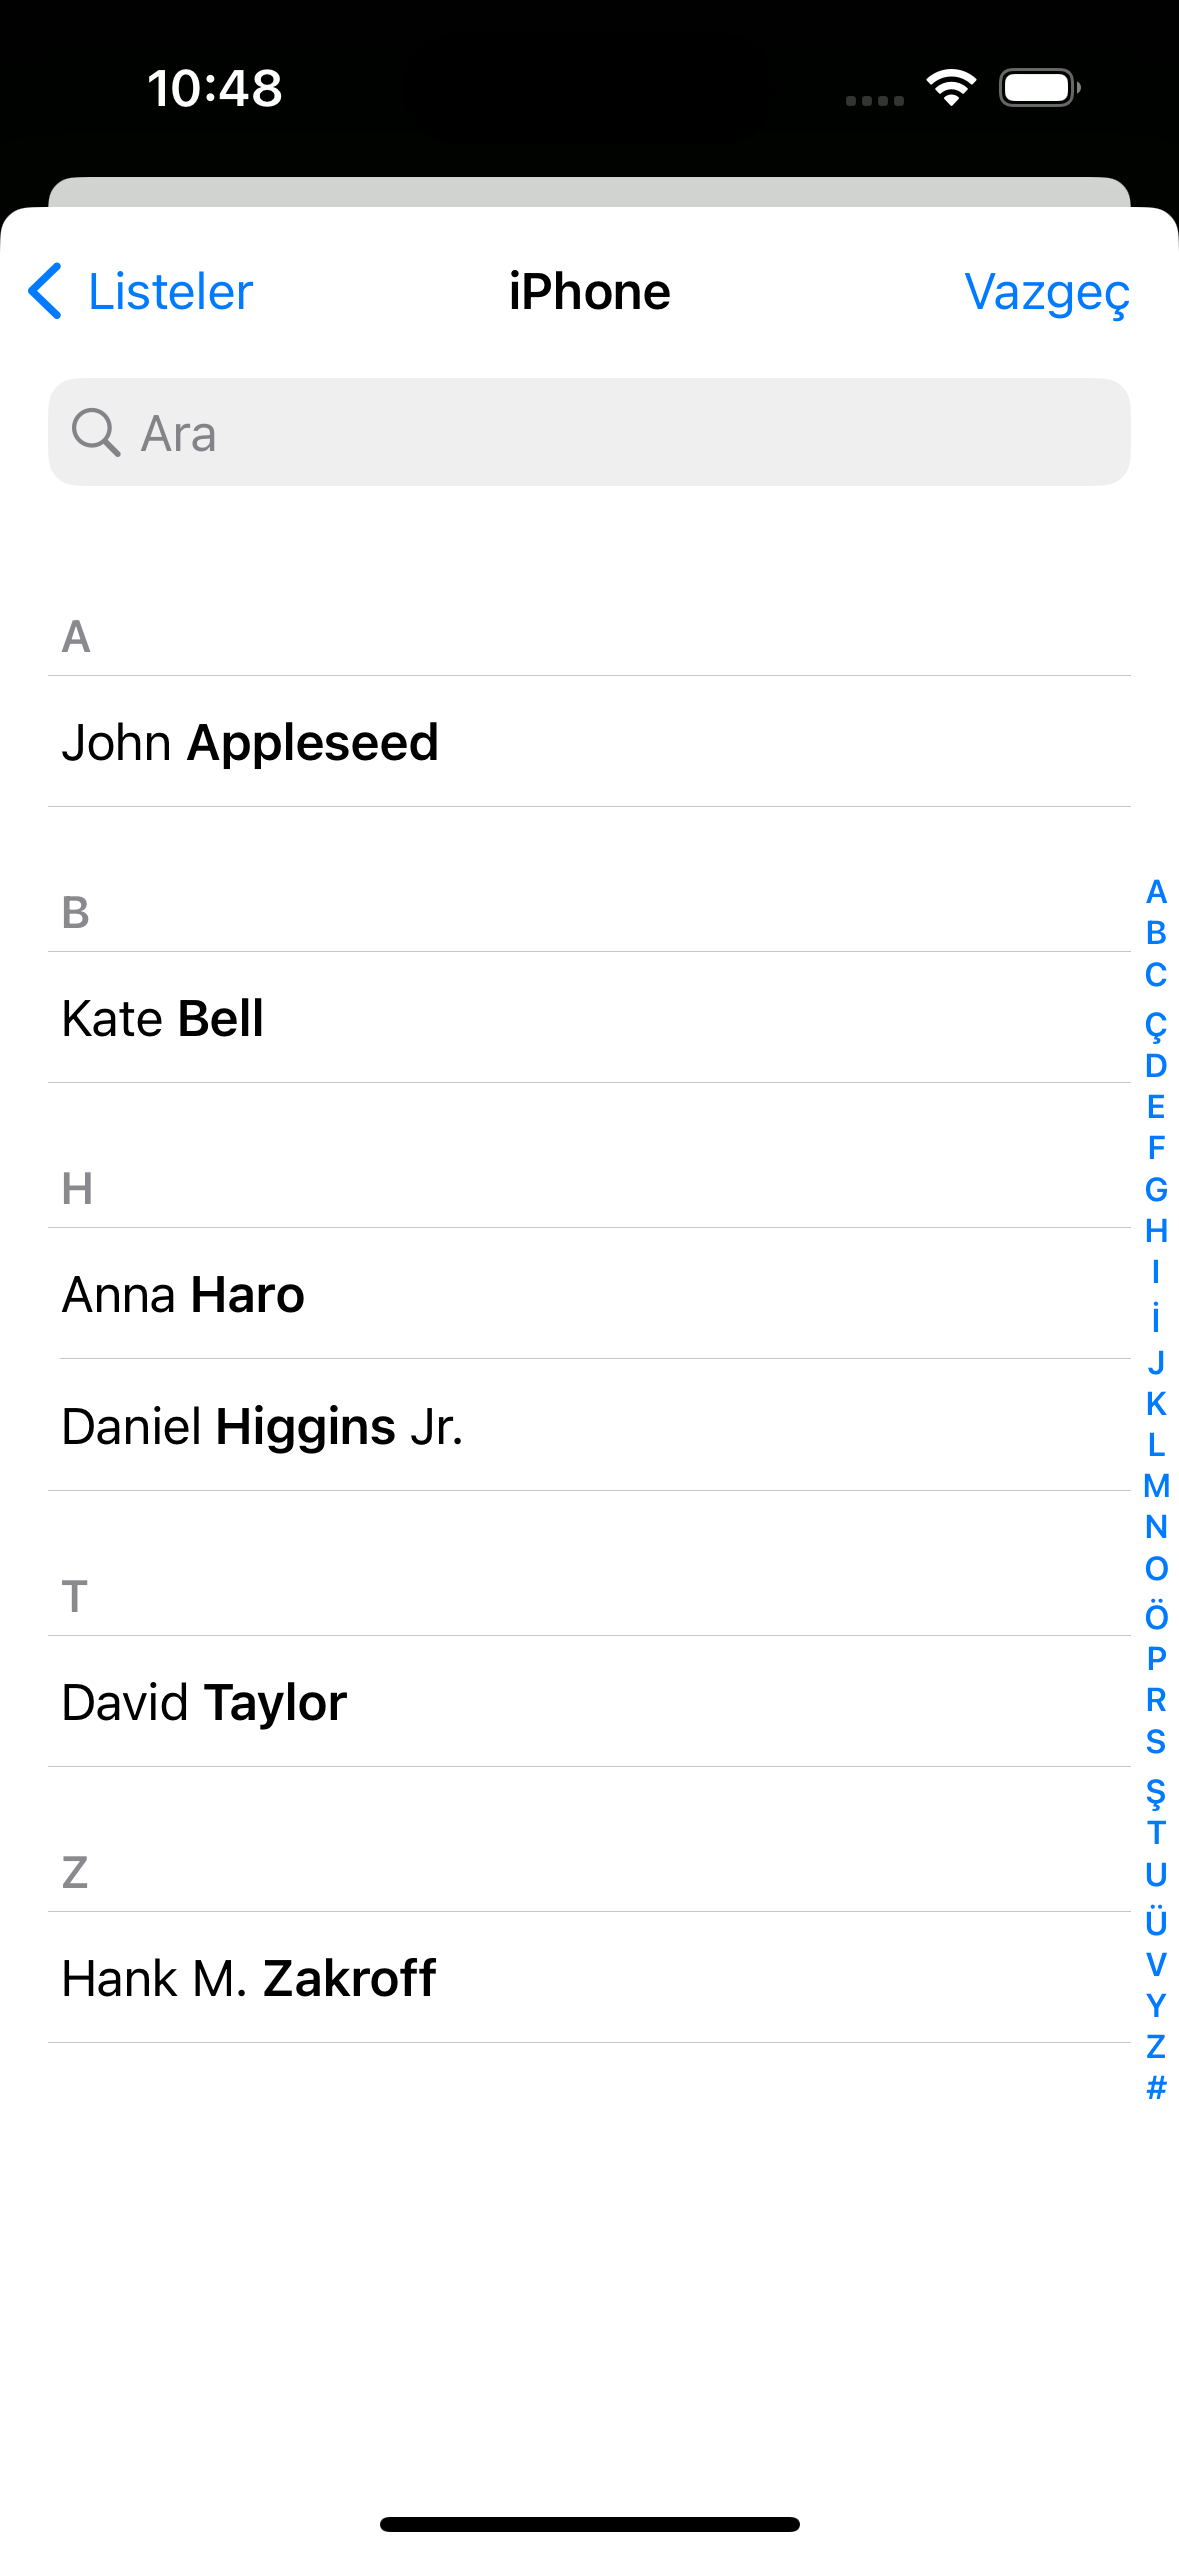 10:48
Listeler
iPhone
Vazgeç
Ara
A
John Appleseed
B
Kate Bell
H
Anna Haro
Daniel Higgins Jr.
T
David Taylor
Z
Hank M. Zakroff
A
B
C
Ç
D
E
F
G
H
I
İ
J
K
L
M
N
O
Ö
P
R
S
Ş
T
U
Ü
V
Y
Z
#